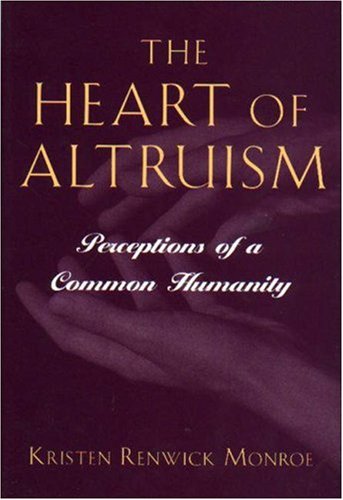 THE
HEART OF
ALTRUISM
Perceptions of a
Common Humanity
KRISTEN RENWICK MONROE